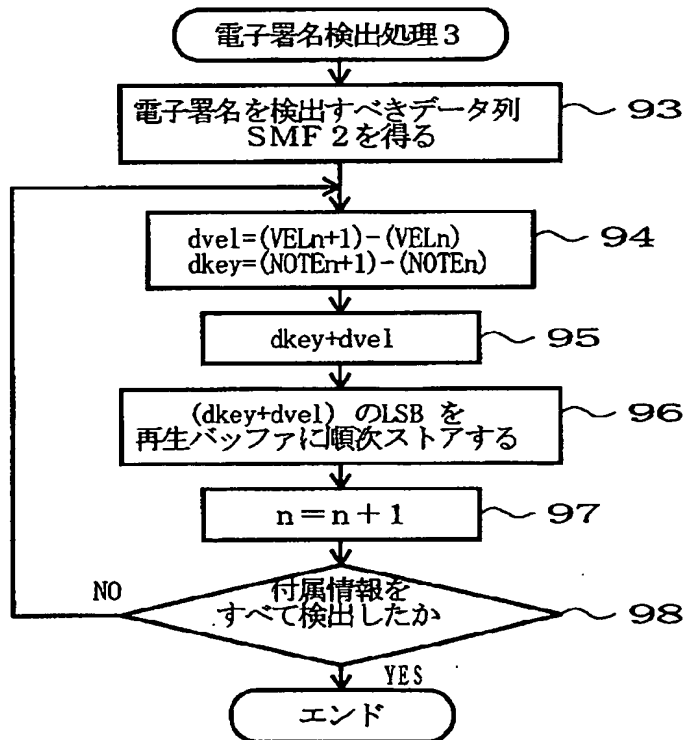 電子署名検出処理3
電子署名を検出すべきデータ列
SMF2を得る
93
dvel=(VELn+1)-(VELn)
dkey=(NOTEn+1)-(NOTEn)
94
dkey+dvel
95
(dkey+dvel) のLSB を
再生バッファに順次ストアする
96
n=n+1
97
NO
付属情報を
すべて検出したか
98
YES
エンド